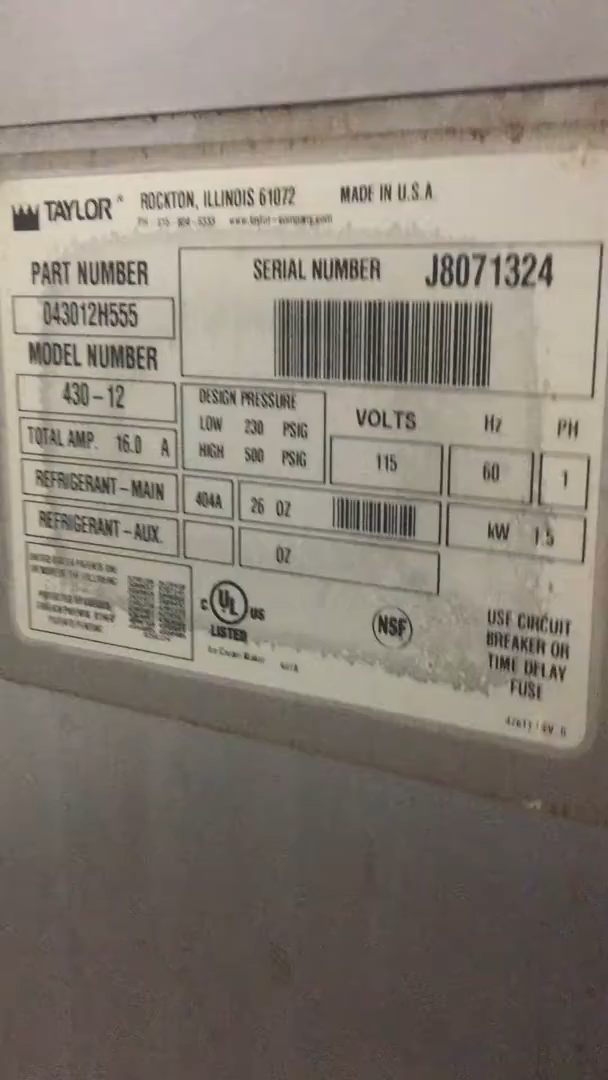 TAYLOR® ROCKTON, ILLINOIS 61072 MADE IN U.S.A.
PART NUMBER
043012H555
SERIAL NUMBER J8071324
MODEL NUMBER
430-12
TOTAL AMP. 16.0 A
DESIGN PRESSURE
LOW 230 PSIG
HIGH 500 PSIG
VOLTS
115
Hz
60
PH
1
REFRIGERANT-MAIN 404A 26 OZ
kW 1.5
REFRIGERANT-AUX. OZ
C UL US
LISTED
NSF
USE CIRCUIT
BREAKER OR
TIME DELAY
FUSE